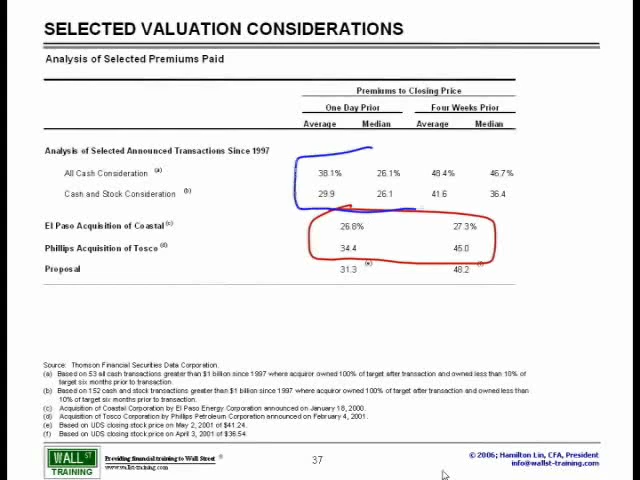 SELECTED VALUATION CONSIDERATIONS
Analysis of Selected Premiums Paid
Premiums to Closing Price
One Day Prior Four Weeks Prior
Average Median Average Median
Analysis of Selected Announced Transactions Since 1997
All Cash Consideration (a) 38.1% 26.1% 48.4% 46.7%
Cash and Stock Consideration (b) 29.9 26.1 41.6 36.4
El Paso Acquisition of Coastal (c) 26.8% 27.3%
Phillips Acquisition of Tosco (d) 34.4 45.0
Proposal 31.3 (e) 48.2 (f)
Source: Thomson Financial Securities Data Corporation.
(a) Based on 53 all cash transactions greater than $1 billion since 1997 where acquiror owned 100% of target after transaction and owned less than 10% of
target six months prior to transaction.
(b) Based on 152 cash and stock transactions greater than $1 billion since 1997 where acquiror owned 100% of target after transaction and owned less than
10% of target six months prior to transaction.
(c) Acquisition of Coastal Corporation by El Paso Energy Corporation announced on January 18, 2000.
(d) Acquisition of Tosco Corporation by Phillips Petroleum Corporation announced on February 4, 2001.
(e) Based on UDS closing stock price on May 2, 2001 of $41.24.
(f) Based on UDS closing stock price on April 3, 2001 of $36.54.
WALL ST TRAINING
Providing financial training to Wall Street ®
www.wallst-training.com
37
© 2006; Hamilton Lin, CFA, President
info@wallst-training.com